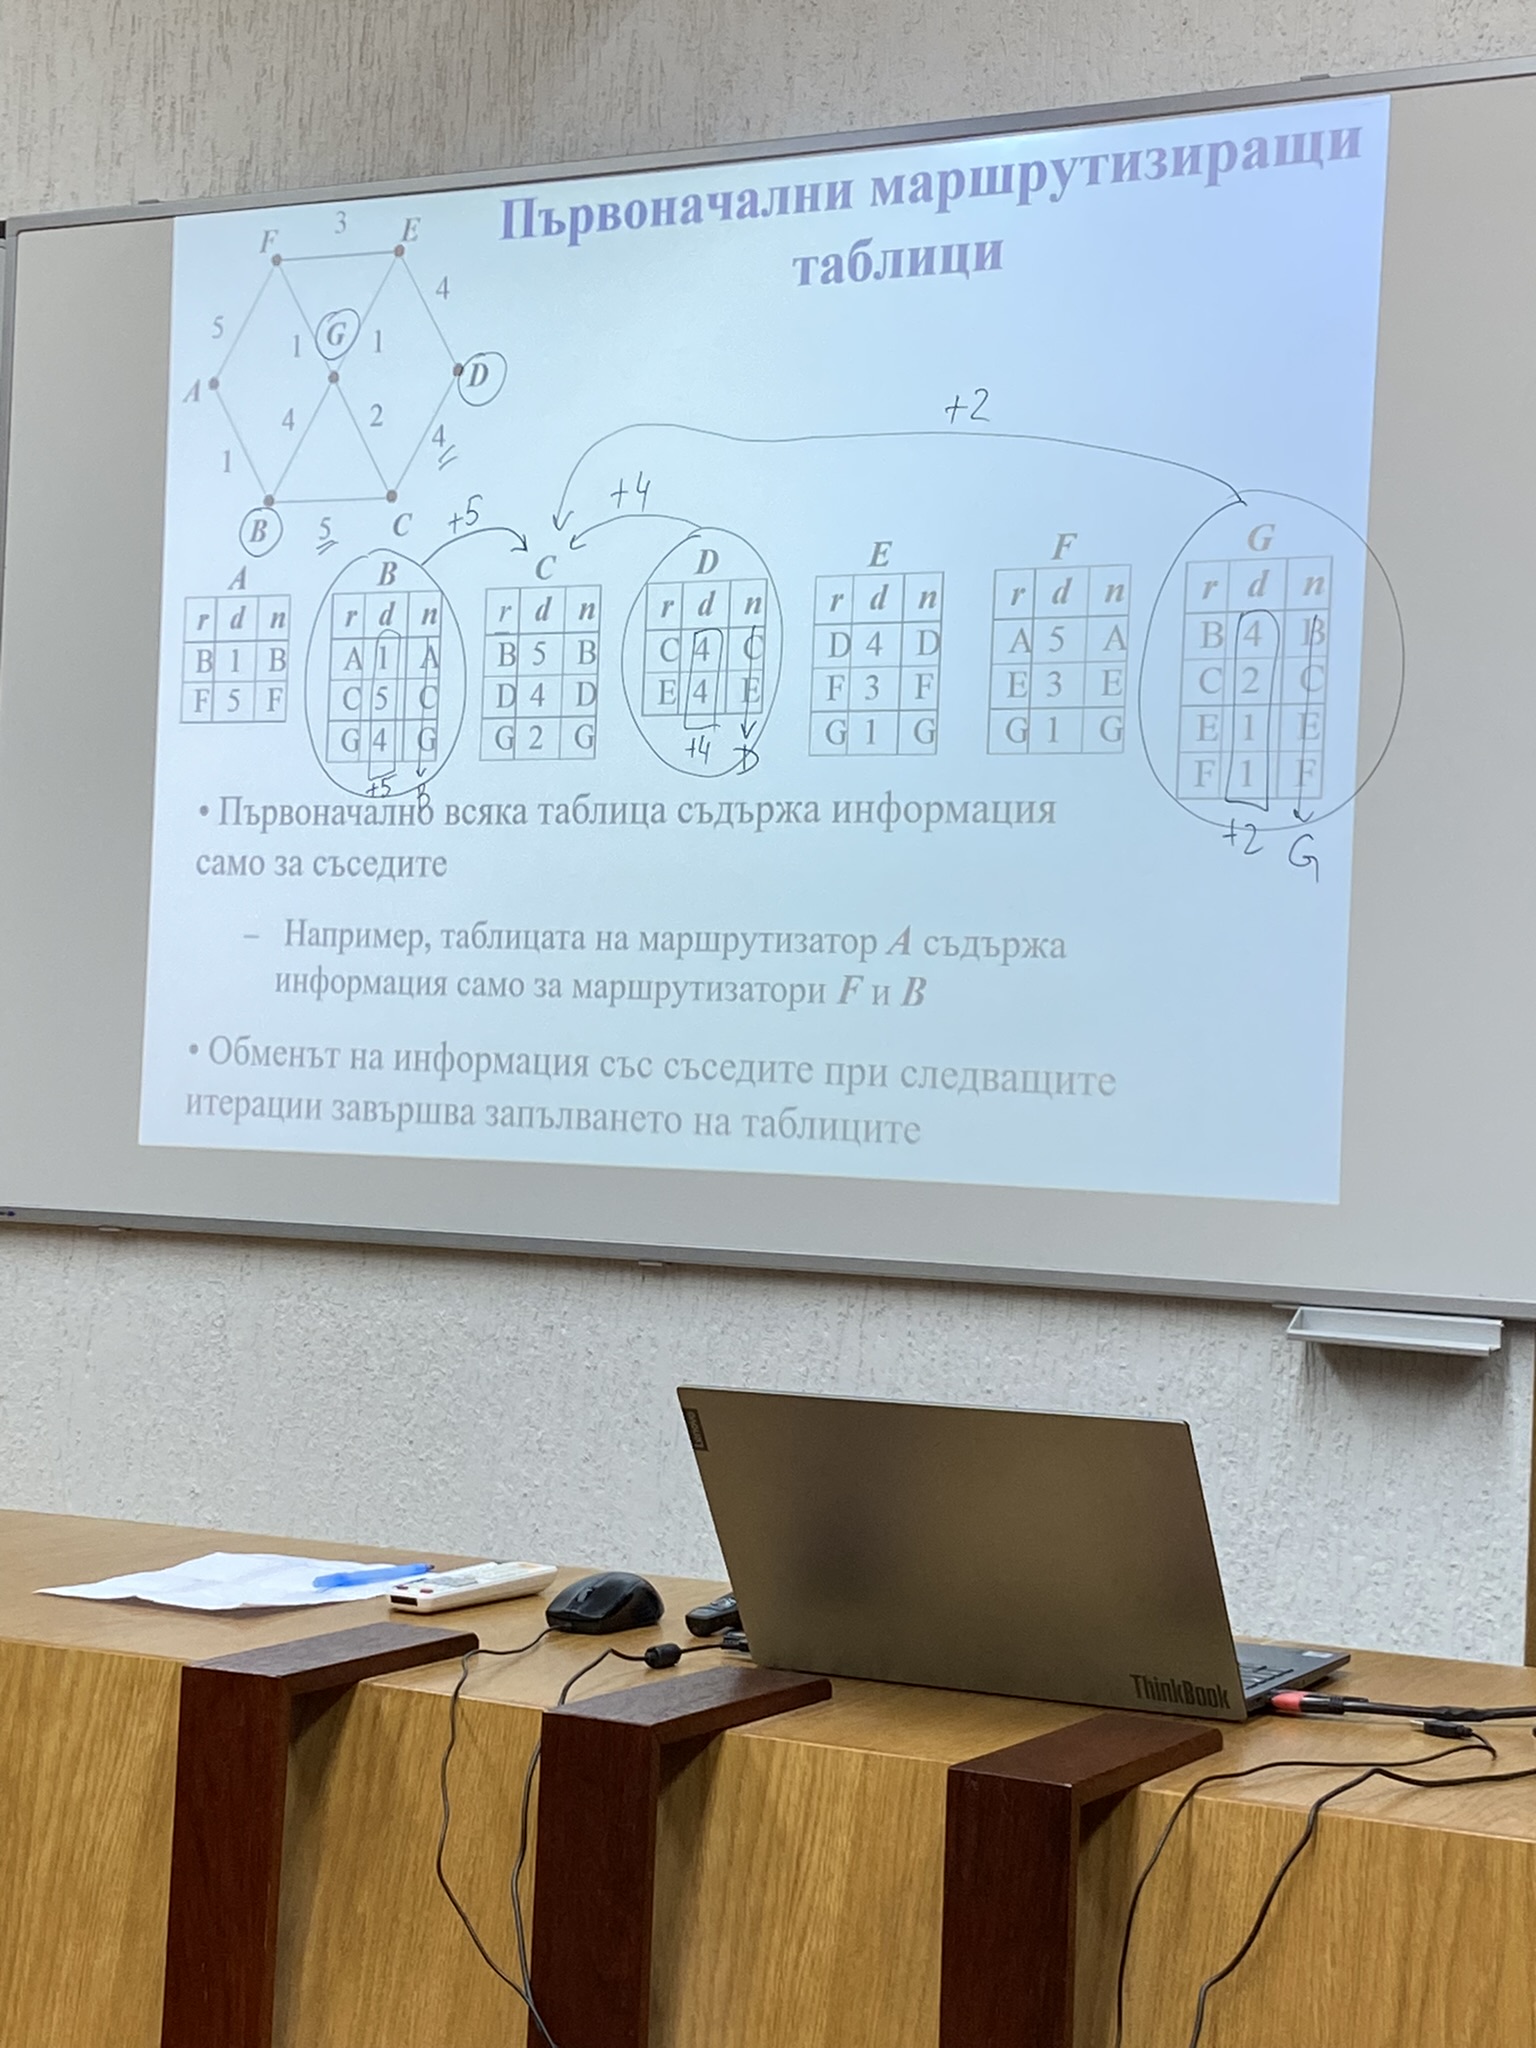 Първоначални маршрутизиращи
таблици
F 3 E
5 1 G 1 4
A D
4 2
1 4
B 5 C
+5 +4 +2
A
r d n
B 1 B
F 5 F
B
r d n
A 1 A
C 5 C
G 4 G
+5 B
C
r d n
B 5 B
D 4 D
G 2 G
D
r d n
C 4 C
E 4 E
+4 D
E
r d n
D 4 D
F 3 F
G 1 G
F
r d n
A 5 A
E 3 E
G 1 G
G
r d n
B 4 B
C 2 C
E 1 E
F 1 F
+2 G
• Първоначално всяка таблица съдържа информация
само за съседите
– Например, таблицата на маршрутизатор A съдържа
информация само за маршрутизатори F и B
• Обменът на информация със съседите при следващите
итерации завършва запълването на таблиците
Lenovo
ThinkBook